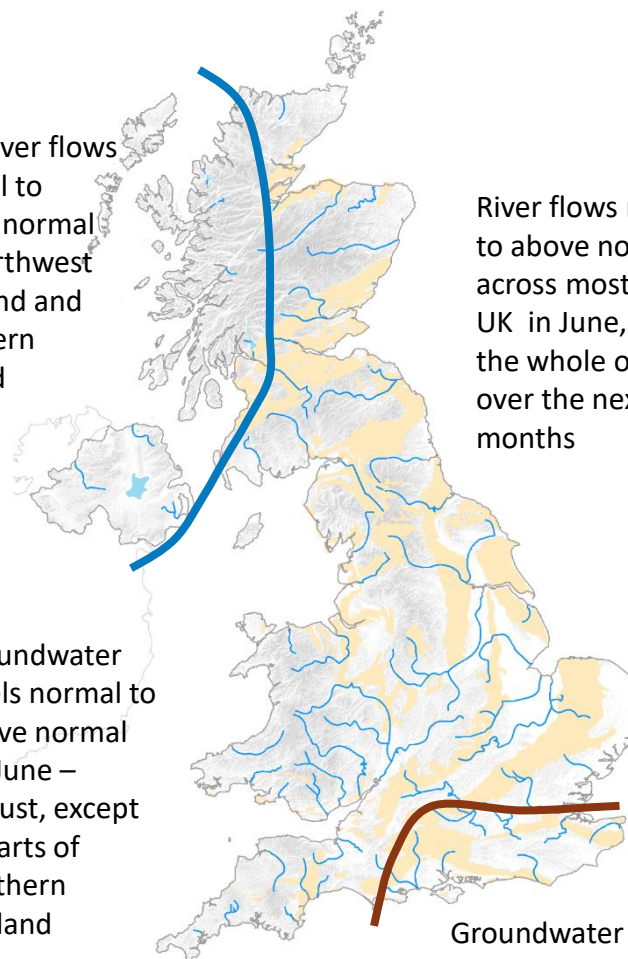 ver flows
l to
normal
rthwest
nd and
ern
d
River flows
to above no
across most
UK in June,
the whole o
over the nex
months
undwater
ls normal to
ve normal
June –
ust, except
arts of
thern
land
Groundwater